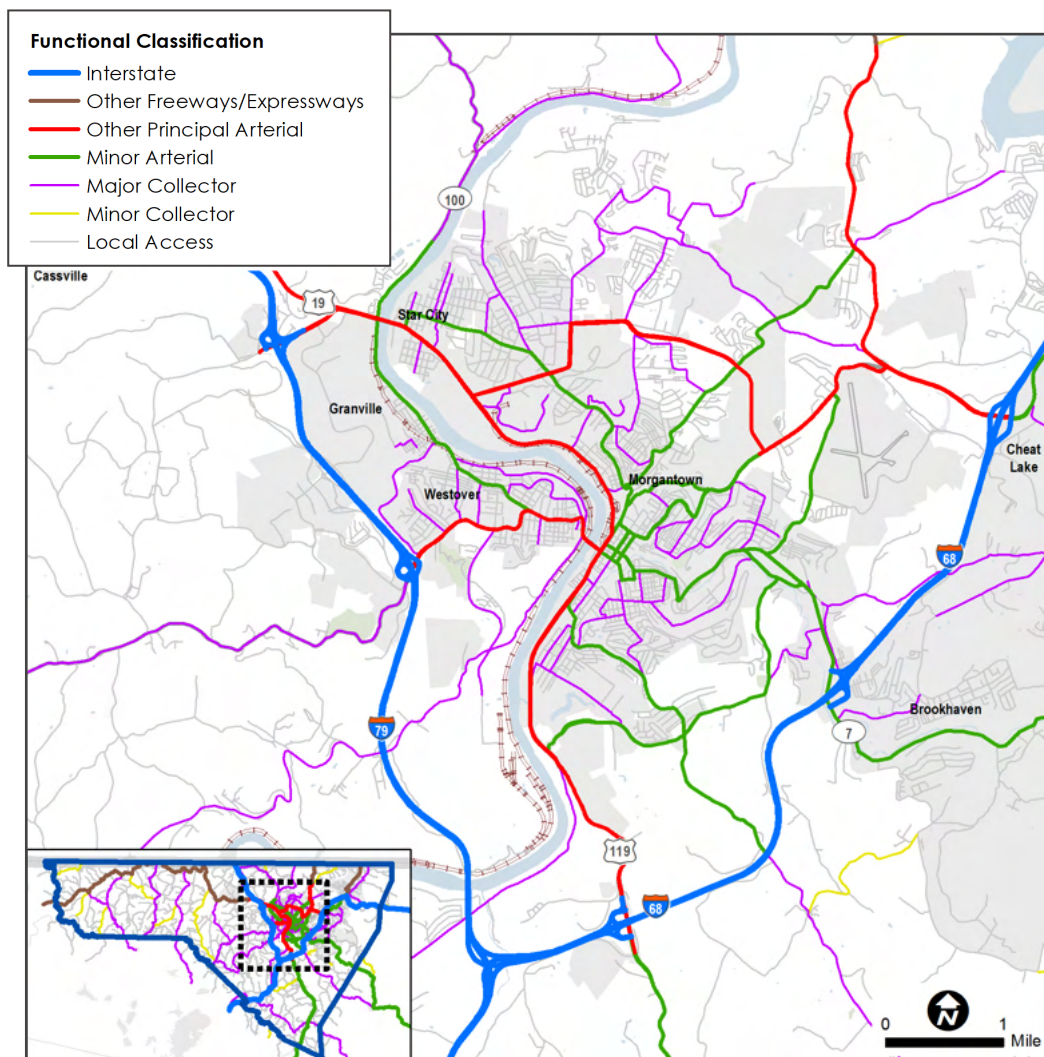 Functional Classification
Interstate
Other Freeways/Expressways
Other Principal Arterial
Minor Arterial
Major Collector
Minor Collector
Local Access
100
Cassville
19
Star City
Granville
Cheat
Lake
Morgantown
Westover
68
Brookhaven
79
7
119
68
0 1
Mile
N